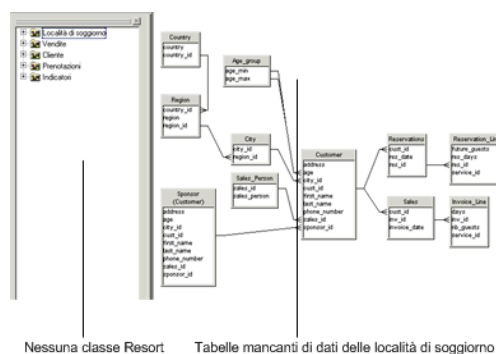 Località di soggiorno
Vendite
Cliente
Prenotazioni
Indicatori
Country
country
country_id
Age_group
age_min
age_max
Region
country_id
region
region_id
City
city_id
region_id
Customer
address
age
city_id
cust_id
first_name
last_name
phone_number
sales_id
sponsor_id
Reservations
cust_id
res_date
res_id
Reservation_Line
future_guests
res_days
res_id
service_id
Sales_Person
sales_id
sales_person
Sponsor
(Customer)
address
age
city_id
cust_id
first_name
last_name
phone_number
sales_id
sponsor_id
Sales
cust_id
inv_id
invoice_date
Invoice_Line
days
inv_id
nb_guests
service_id
Nessuna classe Resort
Tabelle mancanti di dati delle località di soggiorno